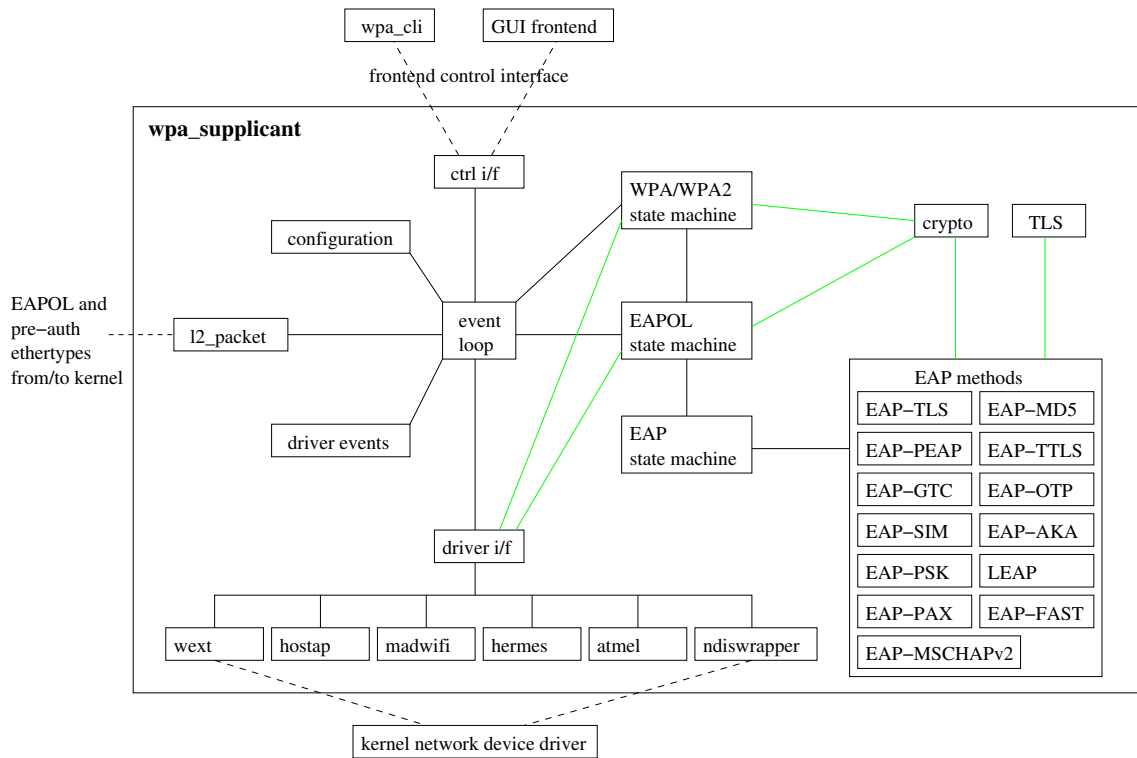 wpa_cli
GUI frontend
frontend control interface
wpa_supplicant
ctrl i/f
WPA/WPA2
state machine
crypto
TLS
configuration
EAPOL and
pre−auth
ethertypes
from/to kernel
l2_packet
event
loop
EAPOL
state machine
driver events
EAP
state machine
EAP methods
EAP−TLS
EAP−MD5
EAP−PEAP
EAP−TTLS
EAP−GTC
EAP−OTP
EAP−SIM
EAP−AKA
EAP−PSK
LEAP
EAP−PAX
EAP−FAST
EAP−MSCHAPv2
driver i/f
wext
hostap
madwifi
hermes
atmel
ndiswrapper
kernel network device driver